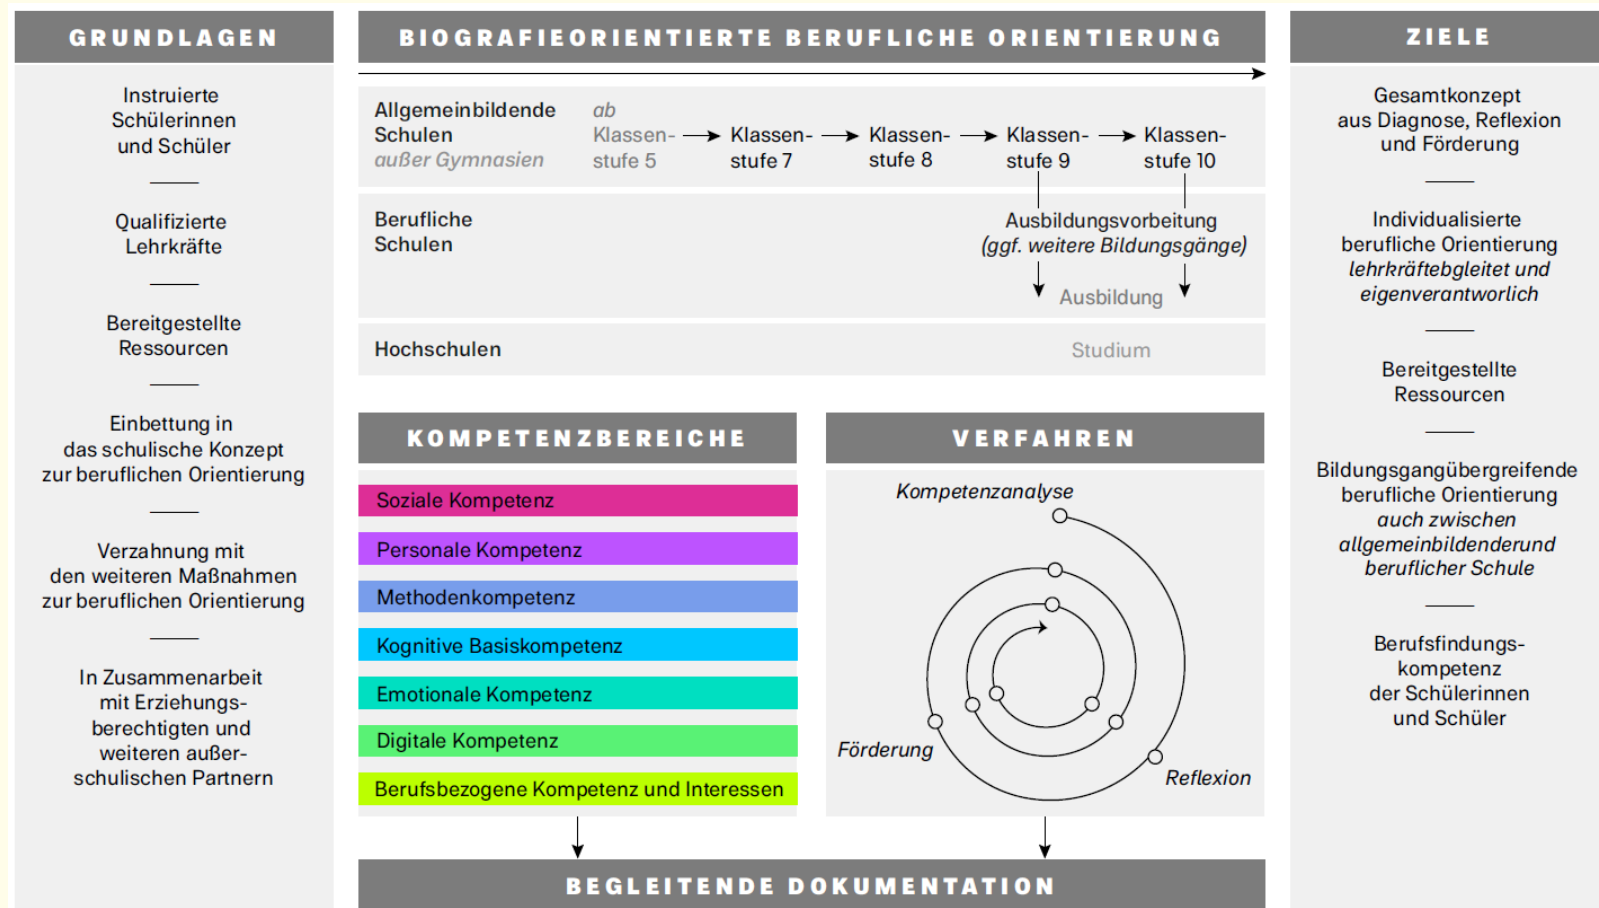 GRUNDLAGEN
Instruierte
Schülerinnen
und Schüler
Qualifizierte
Lehrkräfte
Bereitgestellte
Ressourcen
Einbettung in
das schulische Konzept
zur beruflichen Orientierung
Verzahnung mit
den weiteren Maßnahmen
zur beruflichen Orientierung
In Zusammenarbeit
mit Erziehungs-
berechtigten und
weiteren außer-
schulischen Partnern
BIOGRAFIEORIENTIERTE BERUFLICHE ORIENTIERUNG
Allgemeinbildende
Schulen
außer Gymnasien
ab
Klassen-
stufe 5
Klassen-
stufe 7
Klassen-
stufe 8
Klassen-
stufe 9
Klassen-
stufe 10
Berufliche
Schulen
Ausbildungsvorbeitung
(ggf. weitere Bildungsgänge)
Ausbildung
Hochschulen
Studium
KOMPETENZBEREICHE
Soziale Kompetenz
Personale Kompetenz
Methodenkompetenz
Kognitive Basiskompetenz
Emotionale Kompetenz
Digitale Kompetenz
Berufsbezogene Kompetenz und Interessen
VERFAHREN
Kompetenzanalyse
Förderung
Reflexion
BEGLEITENDE DOKUMENTATION
ZIELE
Gesamtkonzept
aus Diagnose, Reflexion
und Förderung
Individualisierte
berufliche Orientierung
lehrkräftebgleitet und
eigenverantworlich
Bereitgestellte
Ressourcen
Bildungsgangübergreifende
berufliche Orientierung
auch zwischen
allgemeinbildenderund
beruflicher Schule
Berufsfindungs-
kompetenz
der Schülerinnen
und Schüler